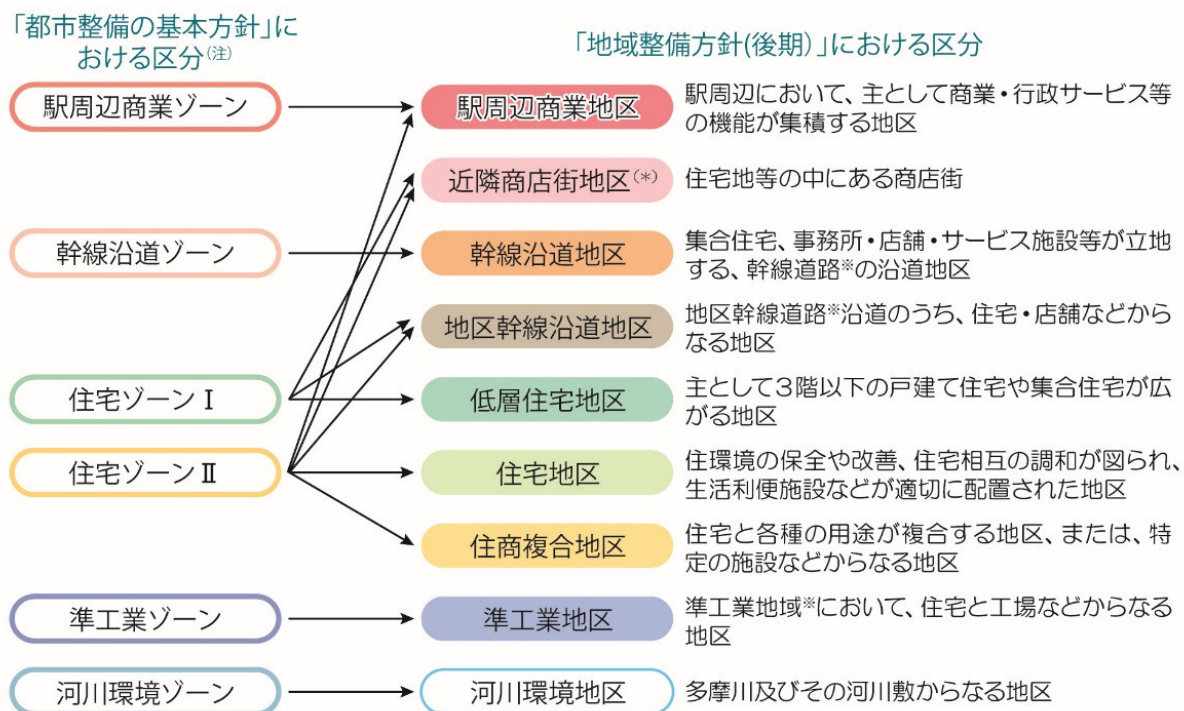 「都市整備の基本方針」に
おける区分(注)
「地域整備方針(後期)」における区分
駅周辺商業ゾーン
駅周辺商業地区
駅周辺において、主として商業・行政サービス等
の機能が集積する地区
近隣商店街地区(*)
住宅地等の中にある商店街
幹線沿道ゾーン
幹線沿道地区
集合住宅、事務所・店舗・サービス施設等が立地
する、幹線道路※の沿道地区
地区幹線沿道地区
地区幹線道路※沿道のうち、住宅・店舗などから
なる地区
住宅ゾーンⅠ
低層住宅地区
主として3階以下の戸建て住宅や集合住宅が広
がる地区
住宅ゾーンⅡ
住宅地区
住環境の保全や改善、住宅相互の調和が図られ、
生活利便施設などが適切に配置された地区
住商複合地区
住宅と各種の用途が複合する地区、または、特
定の施設などからなる地区
準工業ゾーン
準工業地区
準工業地域※において、住宅と工場などからなる
地区
河川環境ゾーン
河川環境地区
多摩川及びその河川敷からなる地区